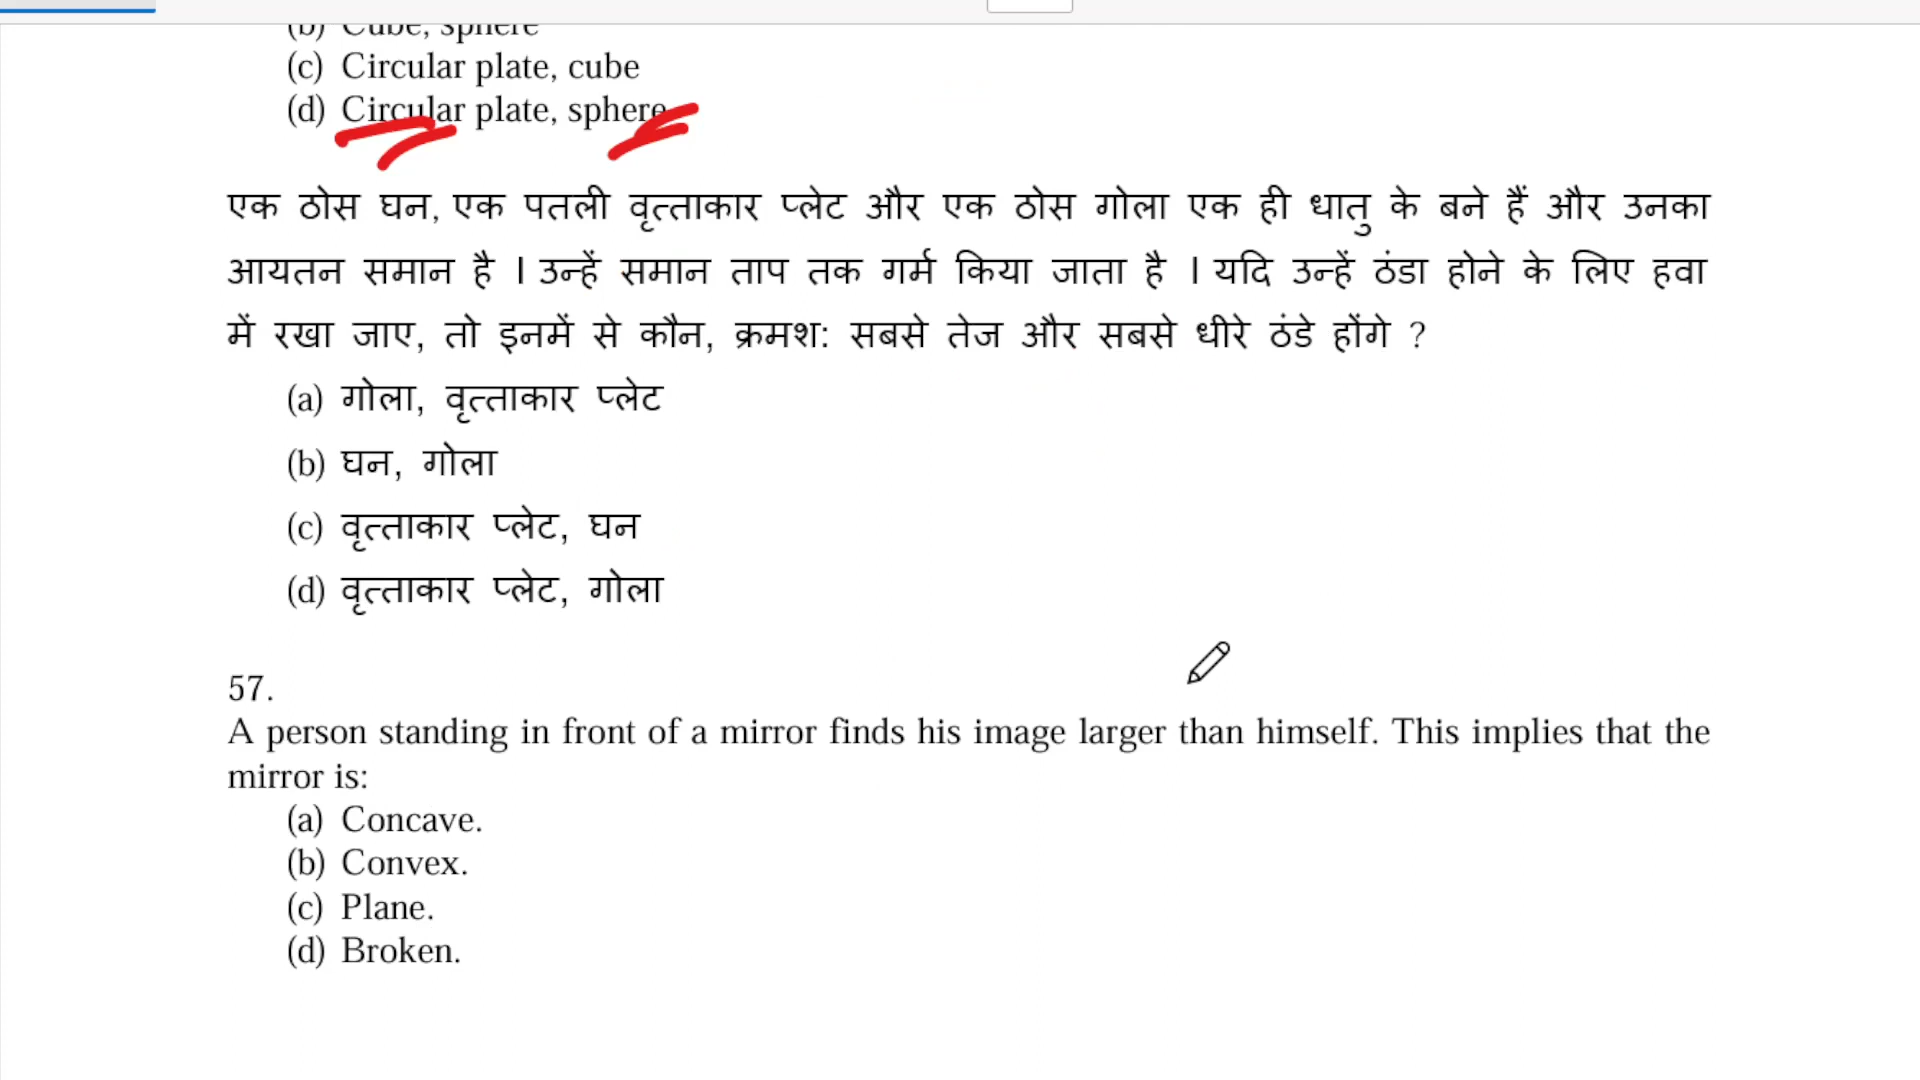 (b) Cube, sphere
(c) Circular plate, cube
(d) Circular plate, sphere
एक ठोस घन, एक पतली वृत्ताकार प्लेट और एक ठोस गोला एक ही धातु के बने हैं और उनका
आयतन समान है । उन्हें समान ताप तक गर्म किया जाता है । यदि उन्हें ठंडा होने के लिए हवा
में रखा जाए, तो इनमें से कौन, क्रमश: सबसे तेज और सबसे धीरे ठंडे होंगे ?
(a) गोला, वृत्ताकार प्लेट
(b) घन, गोला
(c) वृत्ताकार प्लेट, घन
(d) वृत्ताकार प्लेट, गोला
57.
A person standing in front of a mirror finds his image larger than himself. This implies that the
mirror is:
(a) Concave.
(b) Convex.
(c) Plane.
(d) Broken.